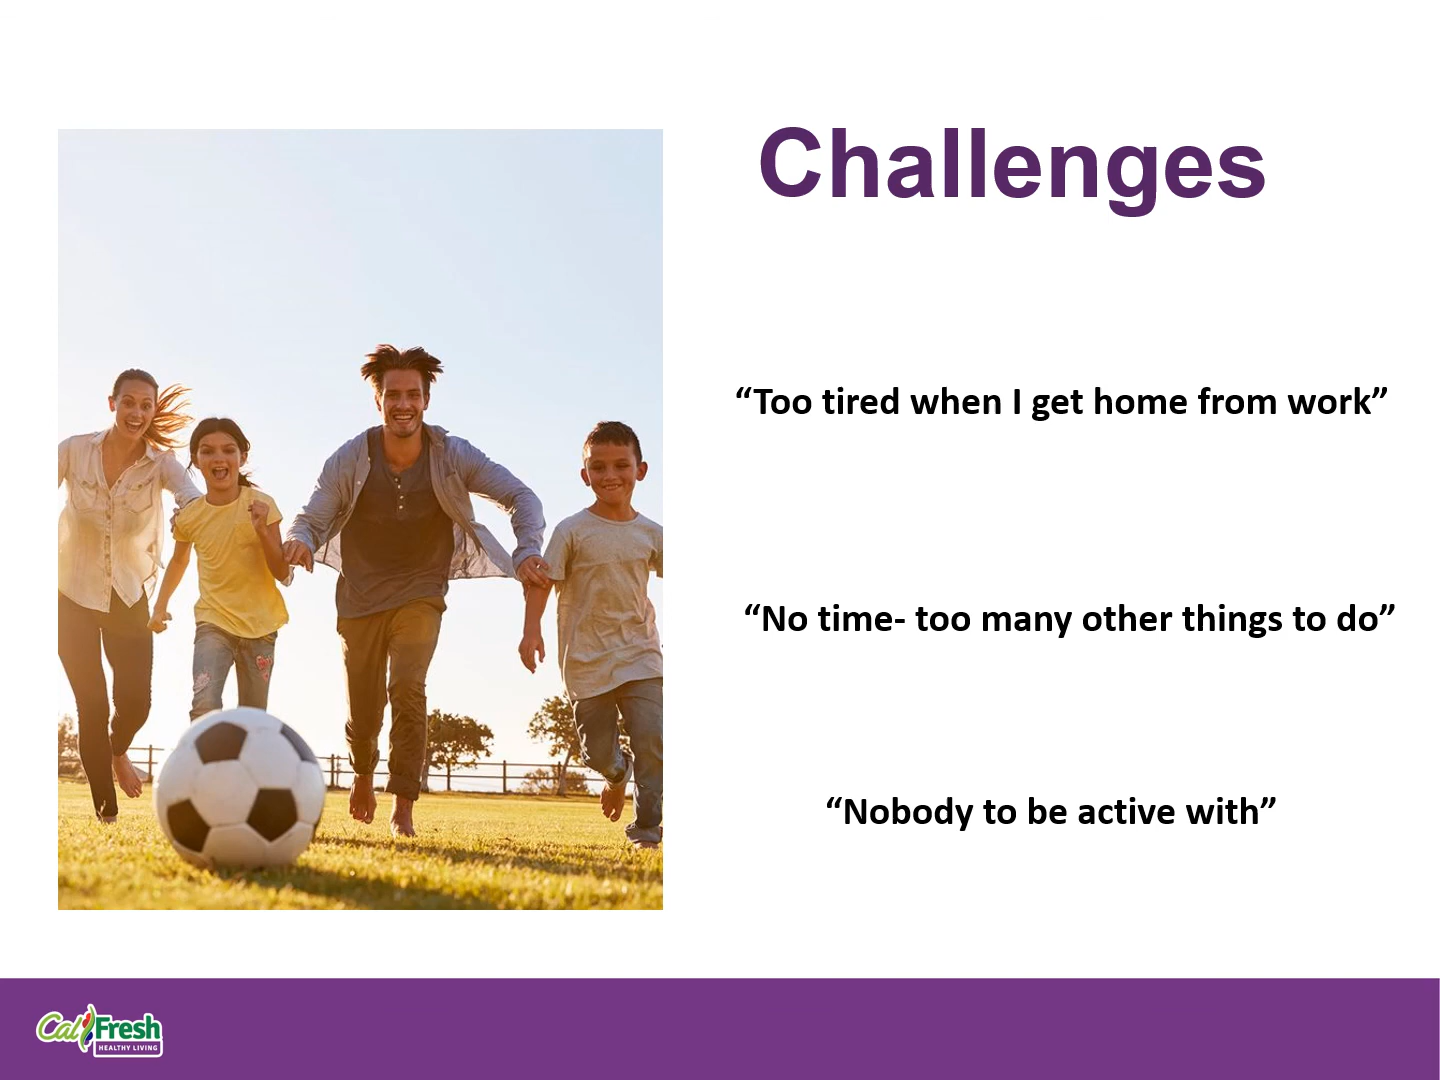 Challenges
“Too tired when I get home from work”
“No time- too many other things to do”
“Nobody to be active with”
CalFresh
HEALTHY LIVING